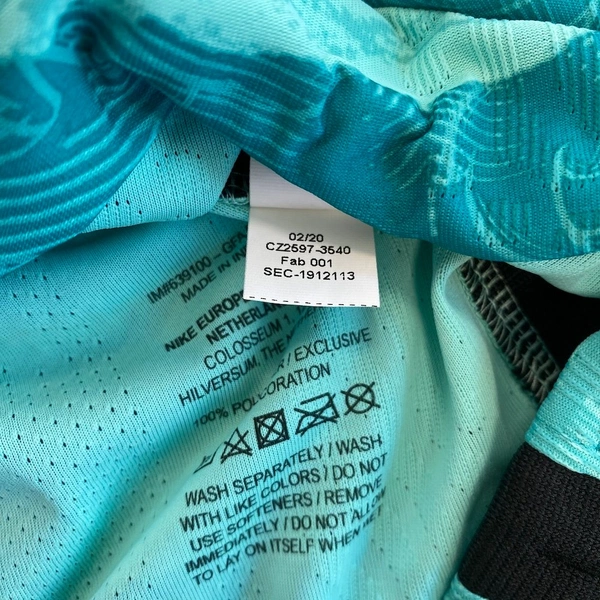 02/20
CZ2597-3540
Fab 001
SEC-1912113
IM#639100 –
MADE IN
NIKE EUROPE
COLOSSEUM 1,
HILVERSUM, THE
/ EXCLUSIVE
100%
WASH SEPARATELY / WASH
WITH LIKE COLORS / DO NOT
USE SOFTENERS / REMOVE
IMMEDIATELY / DO NOT ALLOW
TO LAY ON ITSELF WHEN WET